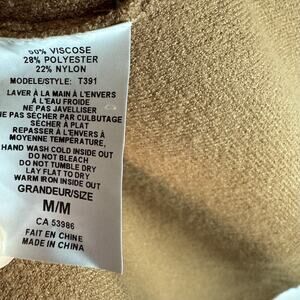 50% VISCOSE
28% POLYESTER
22% NYLON
MODELE/STYLE: T391
LAVER À LA MAIN À L'ENVERS
À L'EAU FROIDE
NE PAS JAVELLISER
NE PAS SÉCHER PAR CULBUTAGE
SÉCHER À PLAT
REPASSER À L'ENVERS À
MOYENNE TEMPÉRATURE,
HAND WASH COLD INSIDE OUT
DO NOT BLEACH
DO NOT TUMBLE DRY
LAY FLAT TO DRY
WARM IRON INSIDE OUT
GRANDEUR/SIZE
M/M
CA 53986
FAIT EN CHINE
MADE IN CHINA